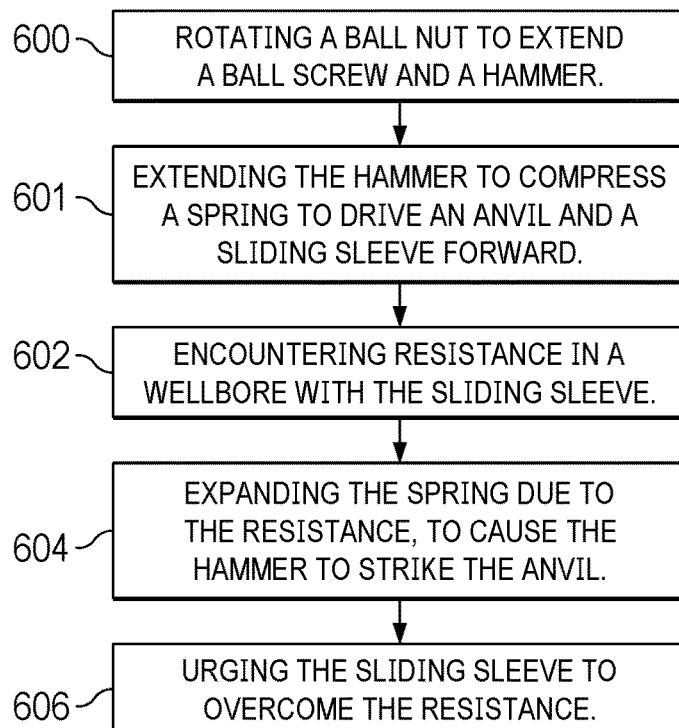 600
ROTATING A BALL NUT TO EXTEND
A BALL SCREW AND A HAMMER.
601
EXTENDING THE HAMMER TO COMPRESS
A SPRING TO DRIVE AN ANVIL AND A
SLIDING SLEEVE FORWARD.
602
ENCOUNTERING RESISTANCE IN A
WELLBORE WITH THE SLIDING SLEEVE.
604
EXPANDING THE SPRING DUE TO
THE RESISTANCE, TO CAUSE THE
HAMMER TO STRIKE THE ANVIL.
606
URGING THE SLIDING SLEEVE TO
OVERCOME THE RESISTANCE.